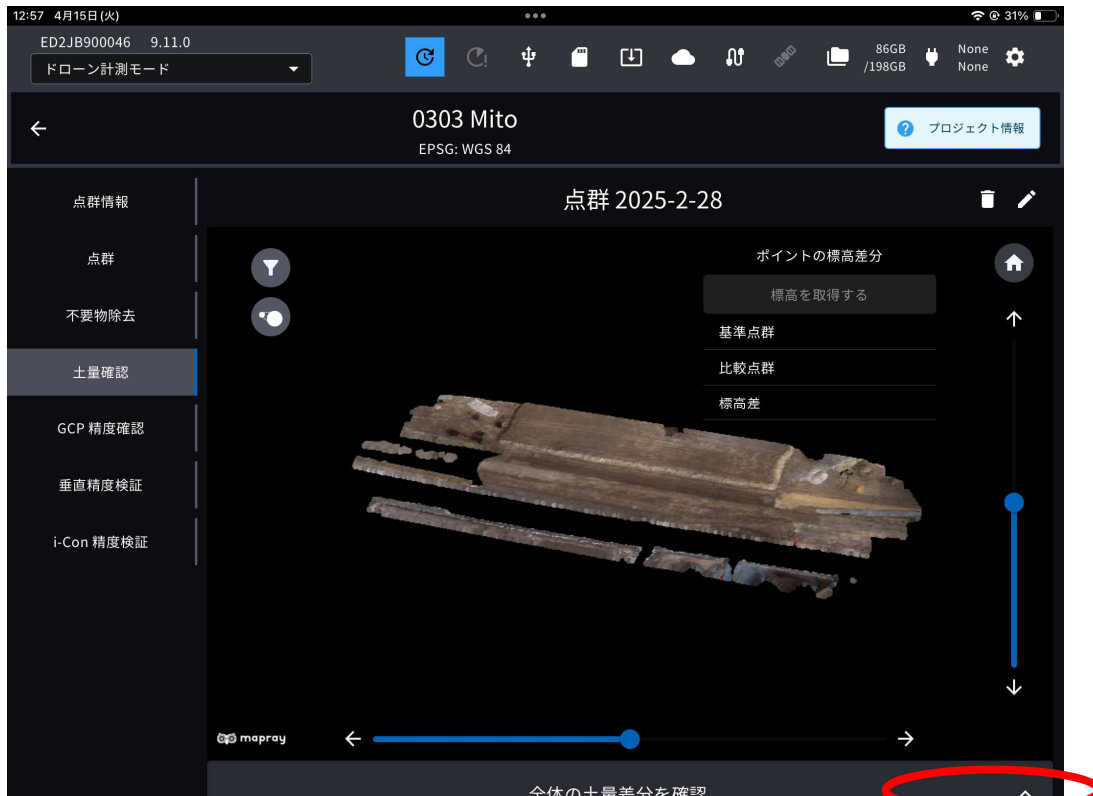 12:57 4月15日(火)
31%
ED2JB900046 9.11.0
ドローン計測モード
86GB
/198GB
None
None
0303 Mito
EPSG: WGS 84
プロジェクト情報
点群情報
点群
不要物除去
土量確認
GCP 精度確認
垂直精度検証
i-Con 精度検証
点群 2025-2-28
ポイントの標高差分
標高を取得する
基準点群
比較点群
標高差
mapray
全体の土量差分を確認